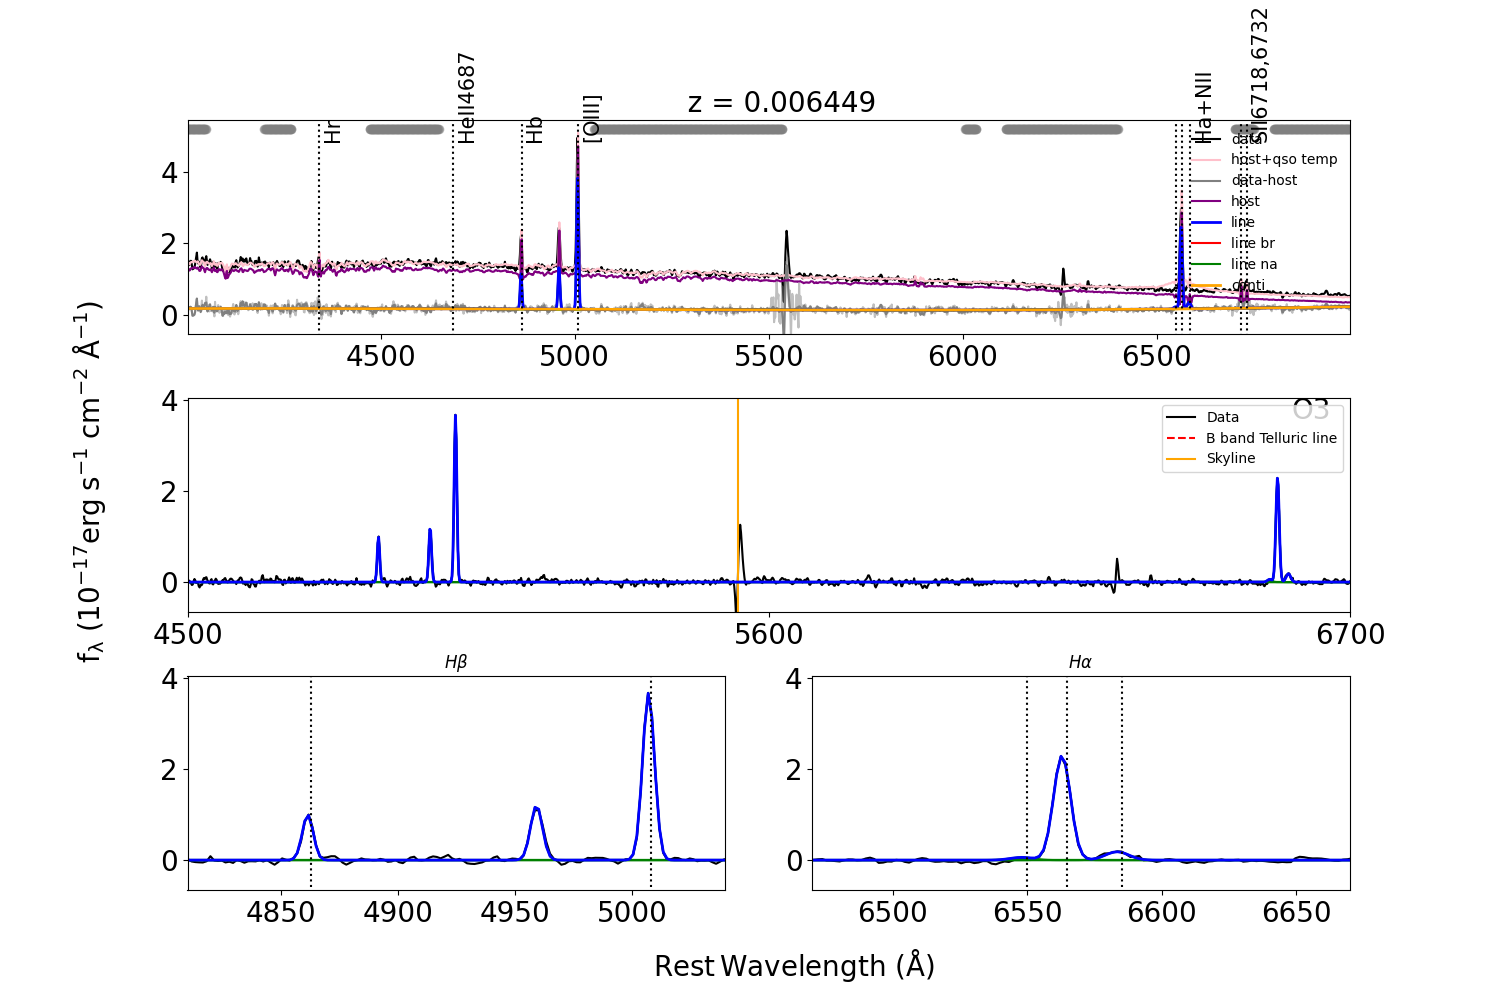 z = 0.006449
Hr
HeII4687
Hb
[OIII]
Ha+NII
SII6718,6732
data
host+qso temp
data-host
host
line
line br
line na
conti
4
2
0
4500 5000 5500 6000 6500
fλ (10⁻¹⁷erg s⁻¹ cm⁻² Å⁻¹)
O3
Data
B band Telluric line
Skyline
4
2
0
4500 5600 6700
Hβ
4
2
0
4850 4900 4950 5000
Hα
4
2
0
6500 6550 6600 6650
Rest Wavelength (Å)